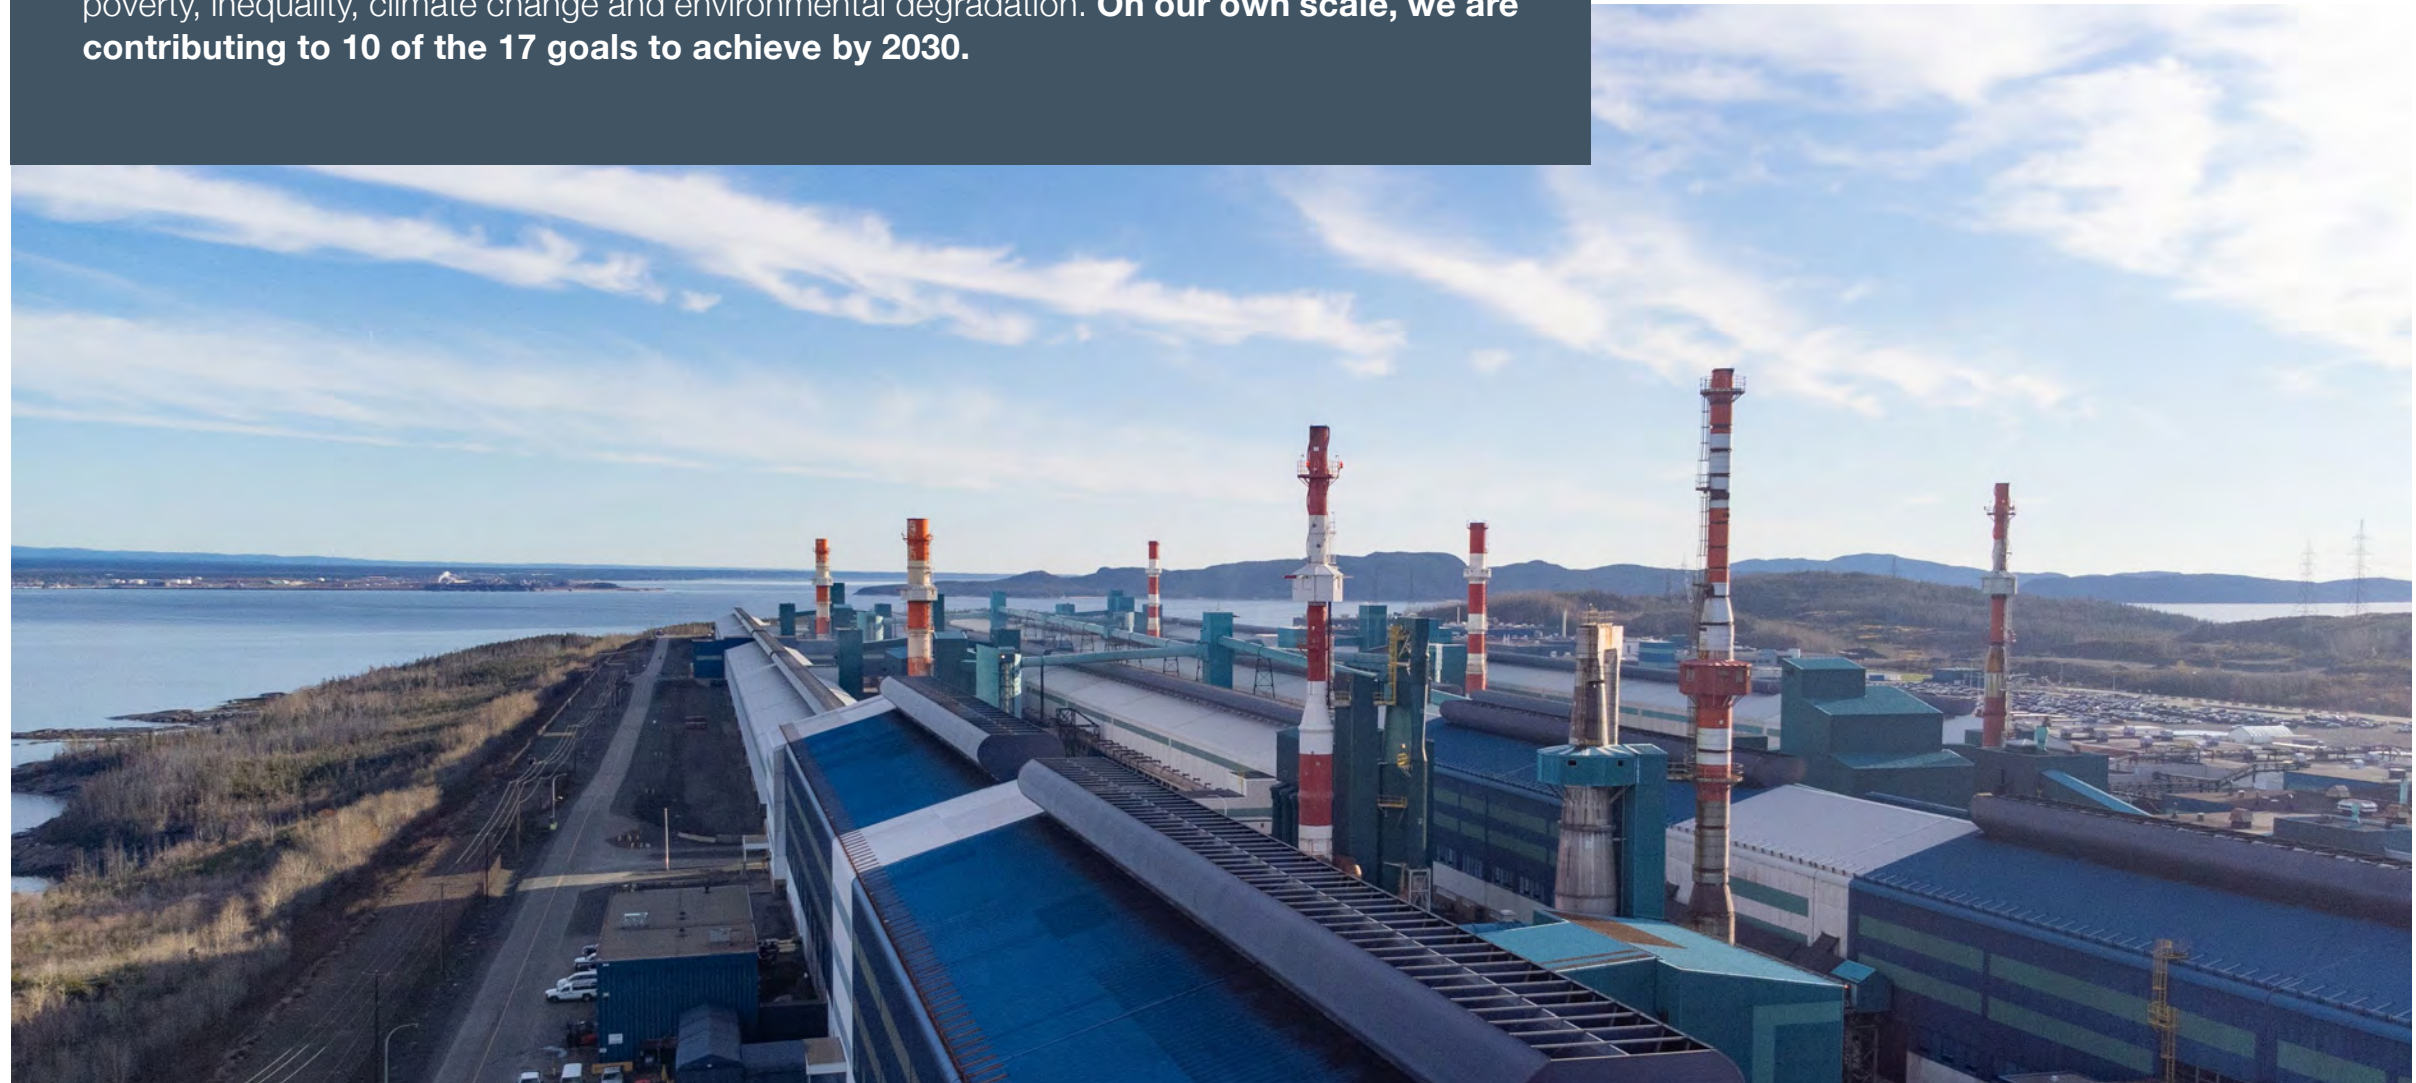 poverty, inequality, climate change and environmental degradation. On our own scale, we are
contributing to 10 of the 17 goals to achieve by 2030.